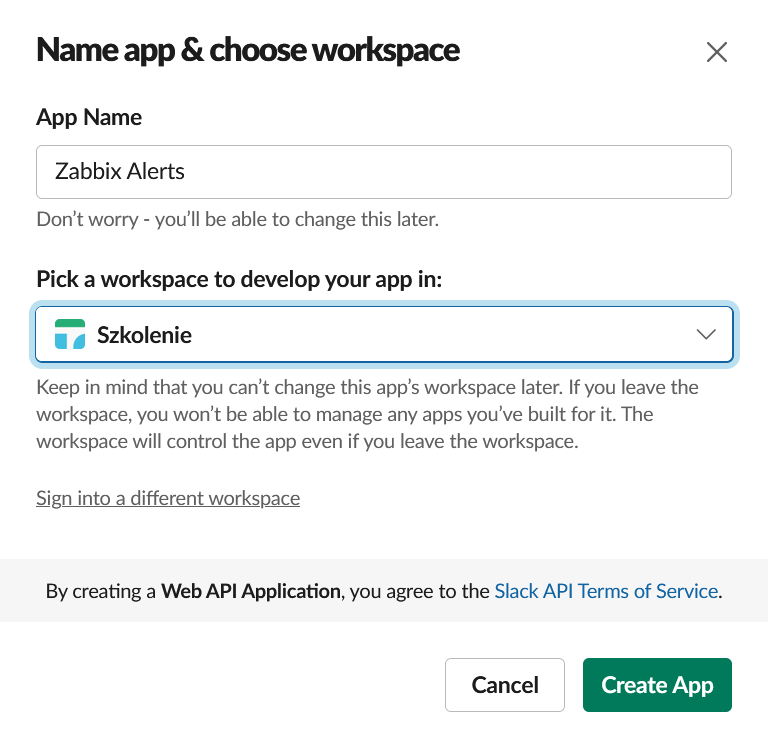 Name app & choose workspace
App Name
Zabbix Alerts
Don’t worry - you’ll be able to change this later.
Pick a workspace to develop your app in:
Szkolenie
Keep in mind that you can’t change this app’s workspace later. If you leave the
workspace, you won’t be able to manage any apps you’ve built for it. The
workspace will control the app even if you leave the workspace.
Sign into a different workspace
By creating a Web API Application, you agree to the Slack API Terms of Service.
Cancel
Create App